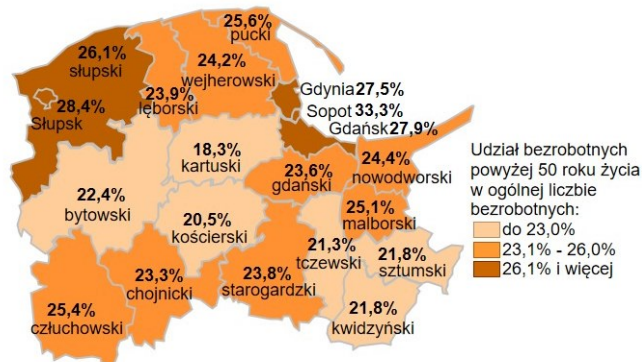 25,6%
pucki
26,1%
słupski
24,2%
wejherowski
Gdynia 27,5%
Sopot 33,3%
Gdańsk 27,9%
23,9%
lęborski
28,4%
Słupsk
18,3%
kartuski
23,6%
gdański
24,4%
nowodworski
22,4%
bytowski
20,5%
kościerski
25,1%
malborski
21,3%
tczewski
21,8%
sztumski
23,3%
chojnicki
23,8%
starogardzki
25,4%
człuchowski
21,8%
kwidzyński
Udział bezrobotnych
powyżej 50 roku życia
w ogólnej liczbie
bezrobotnych:
do 23,0%
23,1% - 26,0%
26,1% i więcej